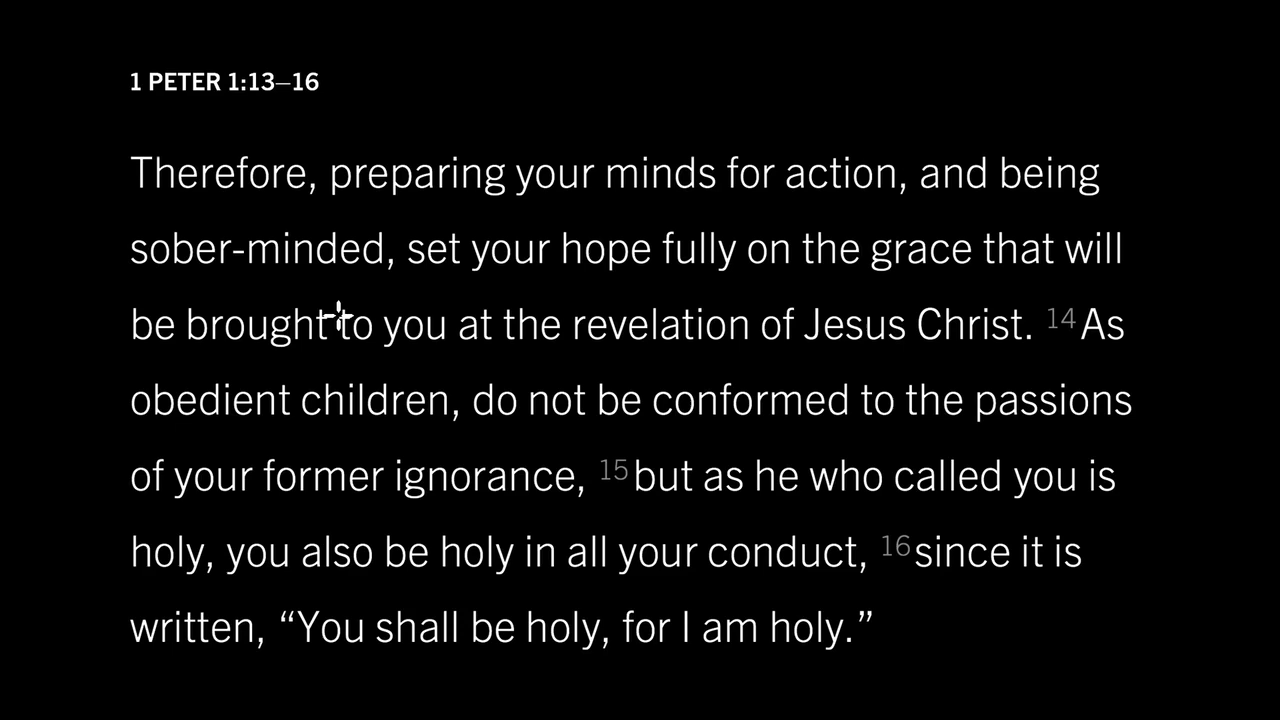 1 PETER 1:13–16
Therefore, preparing your minds for action, and being
sober-minded, set your hope fully on the grace that will
be brought to you at the revelation of Jesus Christ. 14 As
obedient children, do not be conformed to the passions
of your former ignorance, 15 but as he who called you is
holy, you also be holy in all your conduct, 16 since it is
written, “You shall be holy, for I am holy.”